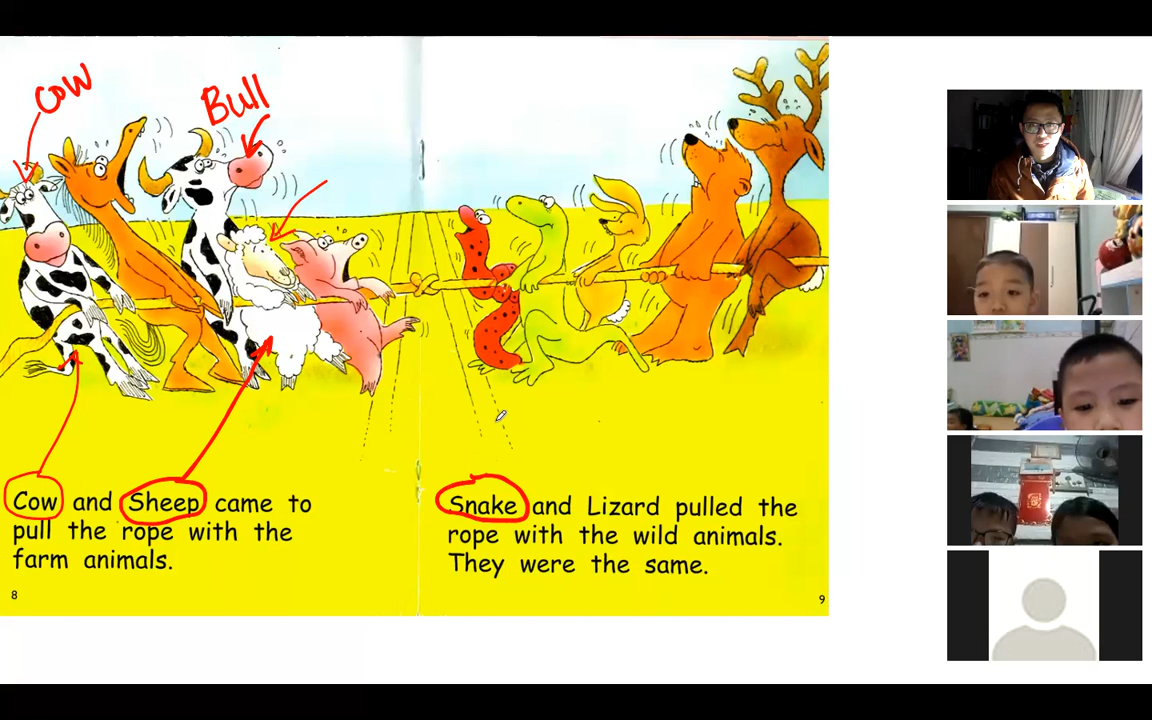 Cow
Bull
Cow and Sheep came to
pull the rope with the
farm animals.
8
Snake and Lizard pulled the
rope with the wild animals.
They were the same.
9